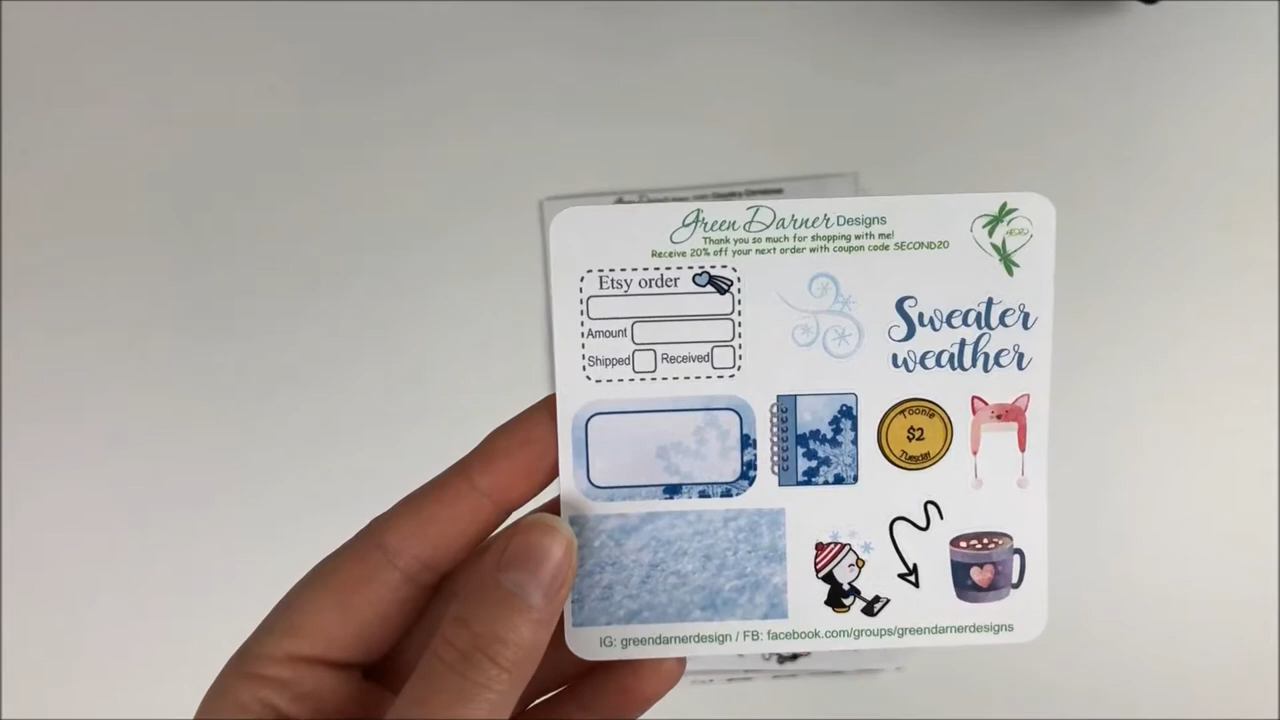 Green Darner Designs
Thank you so much for shopping with me!
Receive 20% off your next order with coupon code SECOND20
Etsy order
Amount
Shipped
Received
Sweater
weather
Toonie
$2
Tuesday
IG: greendarnerdesign / FB: facebook.com/groups/greendarnerdesigns